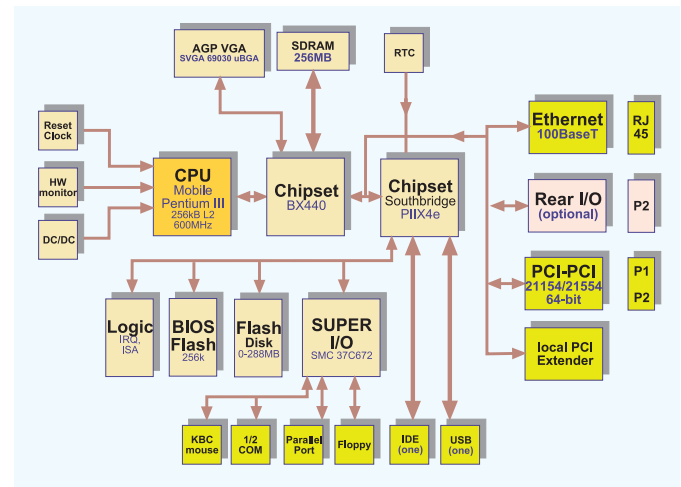 AGP VGA
SVGA 69030 uBGA
SDRAM
256MB
RTC
Reset
Clock
HW
monitor
DC/DC
CPU
Mobile
Pentium III
256kB L2
600MHz
Chipset
BX440
Chipset
Southbridge
PIIX4e
Ethernet
100BaseT
RJ
45
Rear I/O
(optional)
P2
PCI-PCI
21154/21554
64-bit
P1
P2
local PCI
Extender
Logic
IRQ,
ISA
BIOS
Flash
256k
Flash
Disk
0-288MB
SUPER
I/O
SMC 37C672
KBC
mouse
1/2
COM
Parallel
Port
Floppy
IDE
(one)
USB
(one)